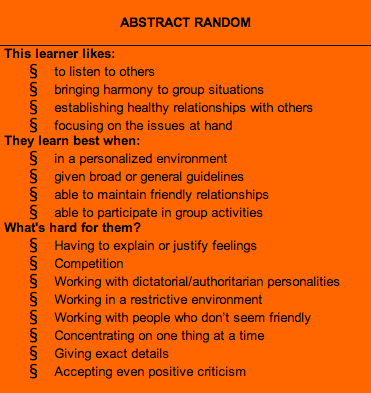 ABSTRACT RANDOM
This learner likes:
§ to listen to others
§ bringing harmony to group situations
§ establishing healthy relationships with others
§ focusing on the issues at hand
They learn best when:
§ in a personalized environment
§ given broad or general guidelines
§ able to maintain friendly relationships
§ able to participate in group activities
What's hard for them?
§ Having to explain or justify feelings
§ Competition
§ Working with dictatorial/authoritarian personalities
§ Working in a restrictive environment
§ Working with people who don't seem friendly
§ Concentrating on one thing at a time
§ Giving exact details
§ Accepting even positive criticism